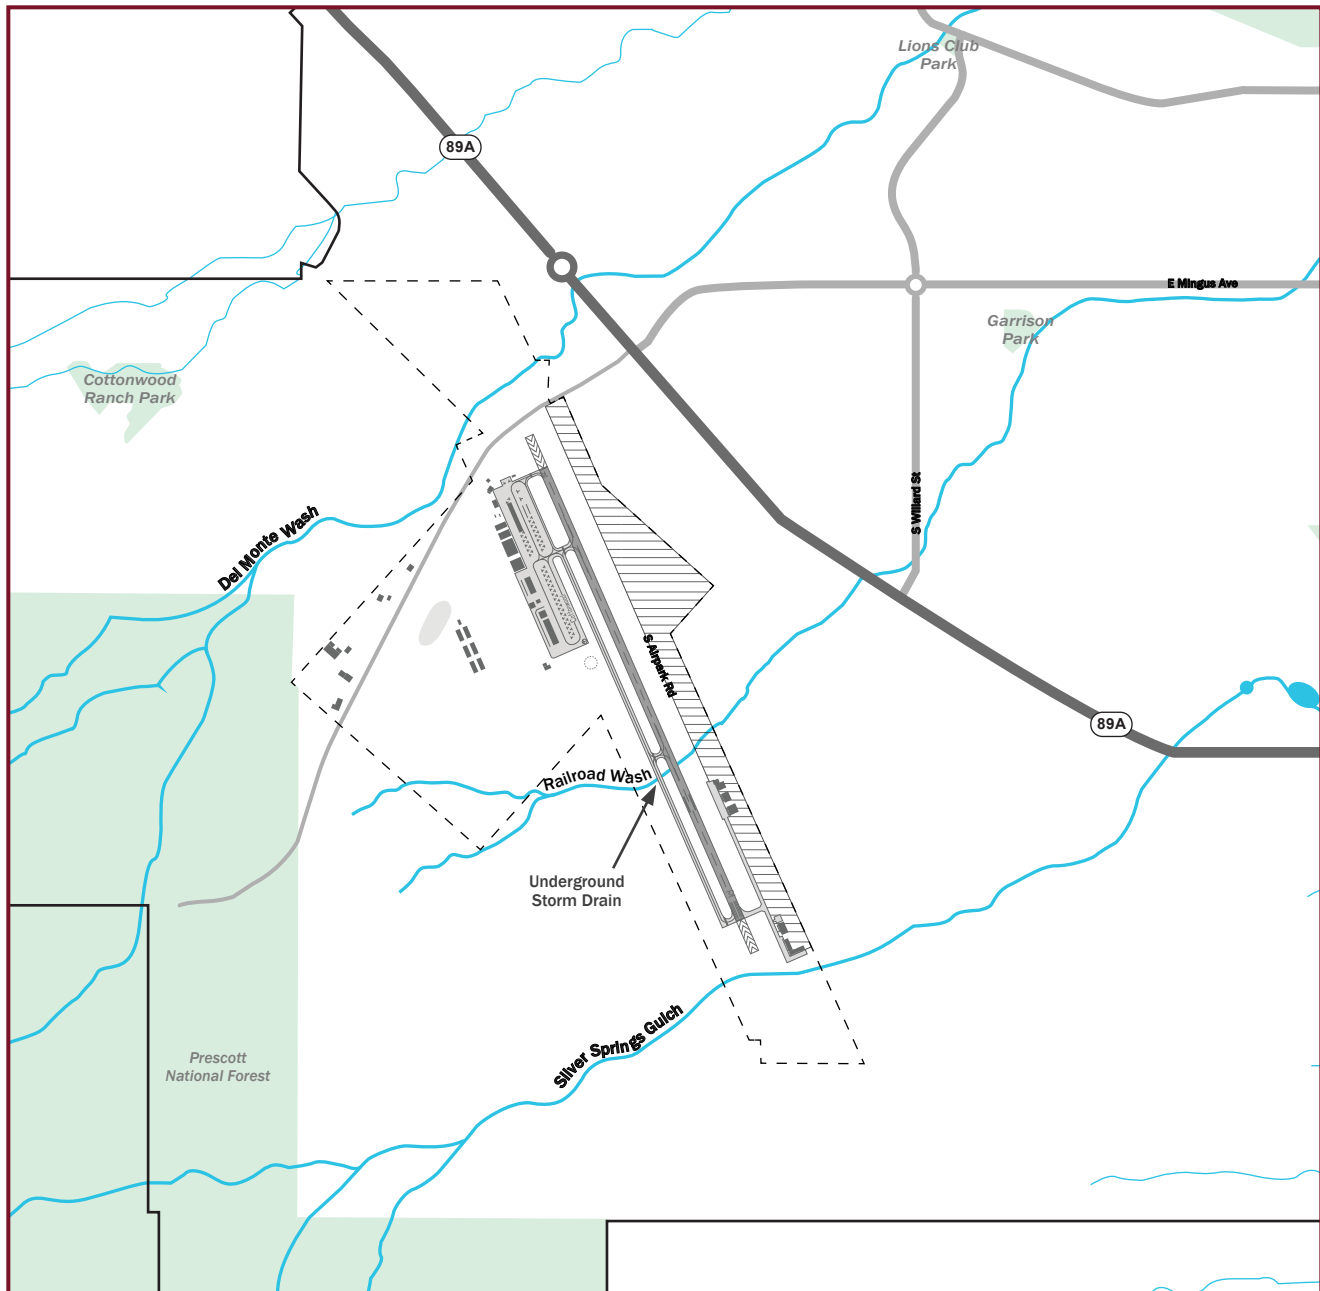 Lions Club
Park
89A
E Mingus Ave
Garrison
Park
Cottonwood
Ranch Park
S Willard St
Del Monte Wash
S Airpark Rd
89A
Railroad Wash
Underground
Storm Drain
Silver Springs Gulch
Prescott
National Forest